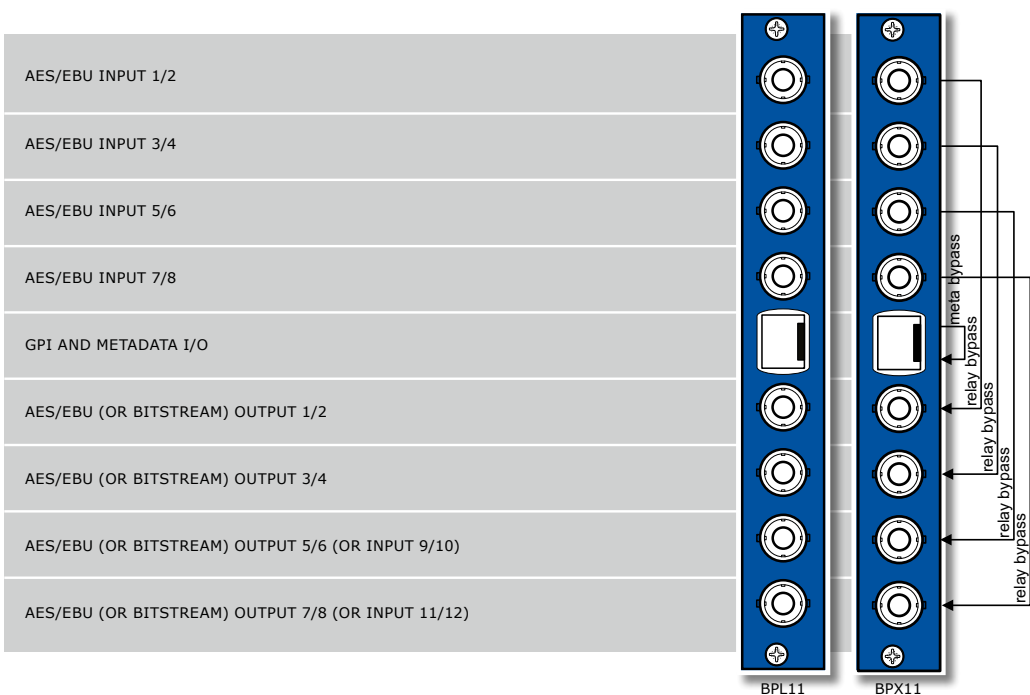 AES/EBU INPUT 1/2
AES/EBU INPUT 3/4
AES/EBU INPUT 5/6
AES/EBU INPUT 7/8
GPI AND METADATA I/O
AES/EBU (OR BITSTREAM) OUTPUT 1/2
AES/EBU (OR BITSTREAM) OUTPUT 3/4
AES/EBU (OR BITSTREAM) OUTPUT 5/6 (OR INPUT 9/10)
AES/EBU (OR BITSTREAM) OUTPUT 7/8 (OR INPUT 11/12)
meta bypass
relay bypass
relay bypass
relay bypass
relay bypass
BPL11
BPX11